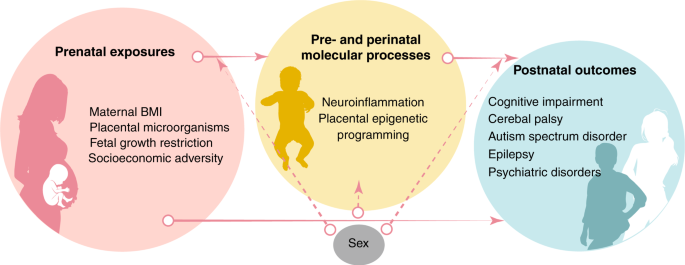 Prenatal exposures
Maternal BMI
Placental microorganisms
Fetal growth restriction
Socioeconomic adversity
Pre- and perinatal
molecular processes
Neuroinflammation
Placental epigenetic
programming
Postnatal outcomes
Cognitive impairment
Cerebral palsy
Autism spectrum disorder
Epilepsy
Psychiatric disorders
Sex